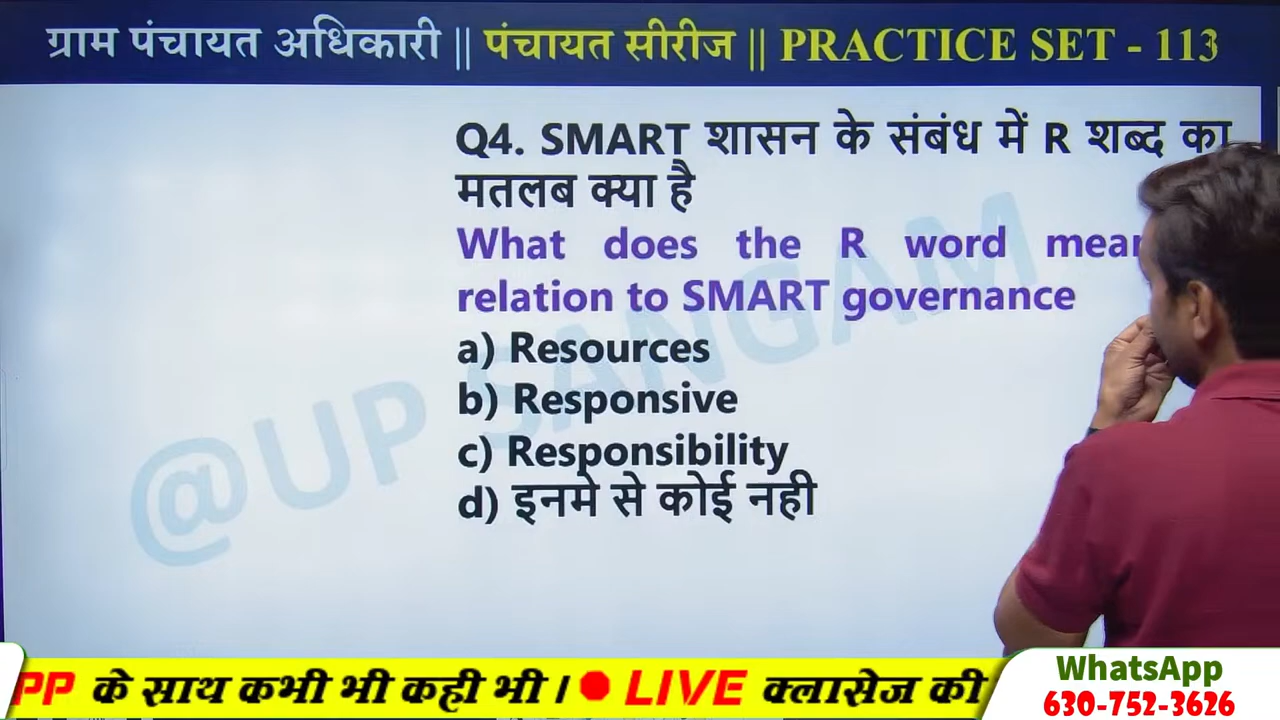 ग्राम पंचायत अधिकारी || पंचायत सीरीज || PRACTICE SET - 113
Q4. SMART शासन के संबंध में R शब्द का
मतलब क्या है
What does the R word mean
relation to SMART governance
a) Resources
b) Responsive
c) Responsibility
d) इनमे से कोई नही
@UP SANGAM
PP के साथ कभी भी कही भी । LIVE क्लासेज की
WhatsApp
630-752-3626